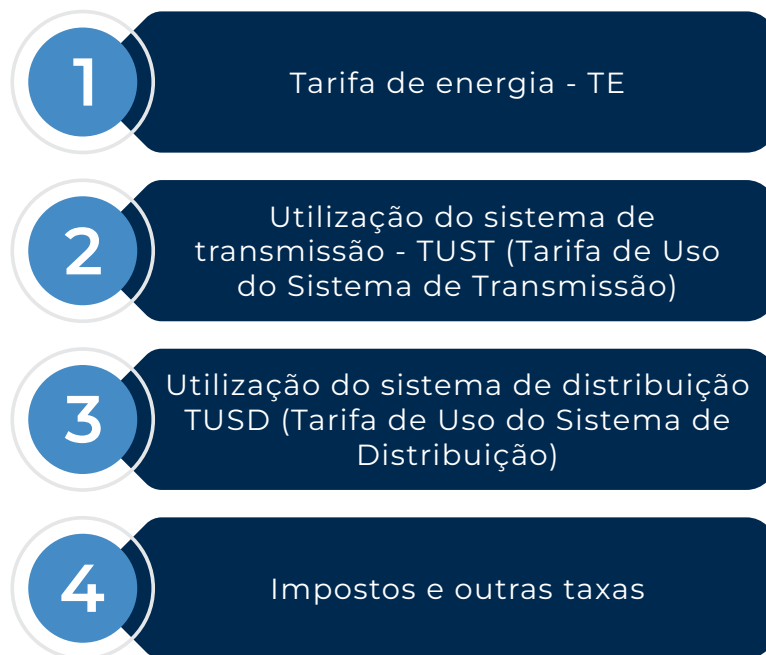 1
Tarifa de energia - TE
2
Utilização do sistema de
transmissão - TUST (Tarifa de Uso
do Sistema de Transmissão)
3
Utilização do sistema de distribuição
TUSD (Tarifa de Uso do Sistema de
Distribuição)
4
Impostos e outras taxas